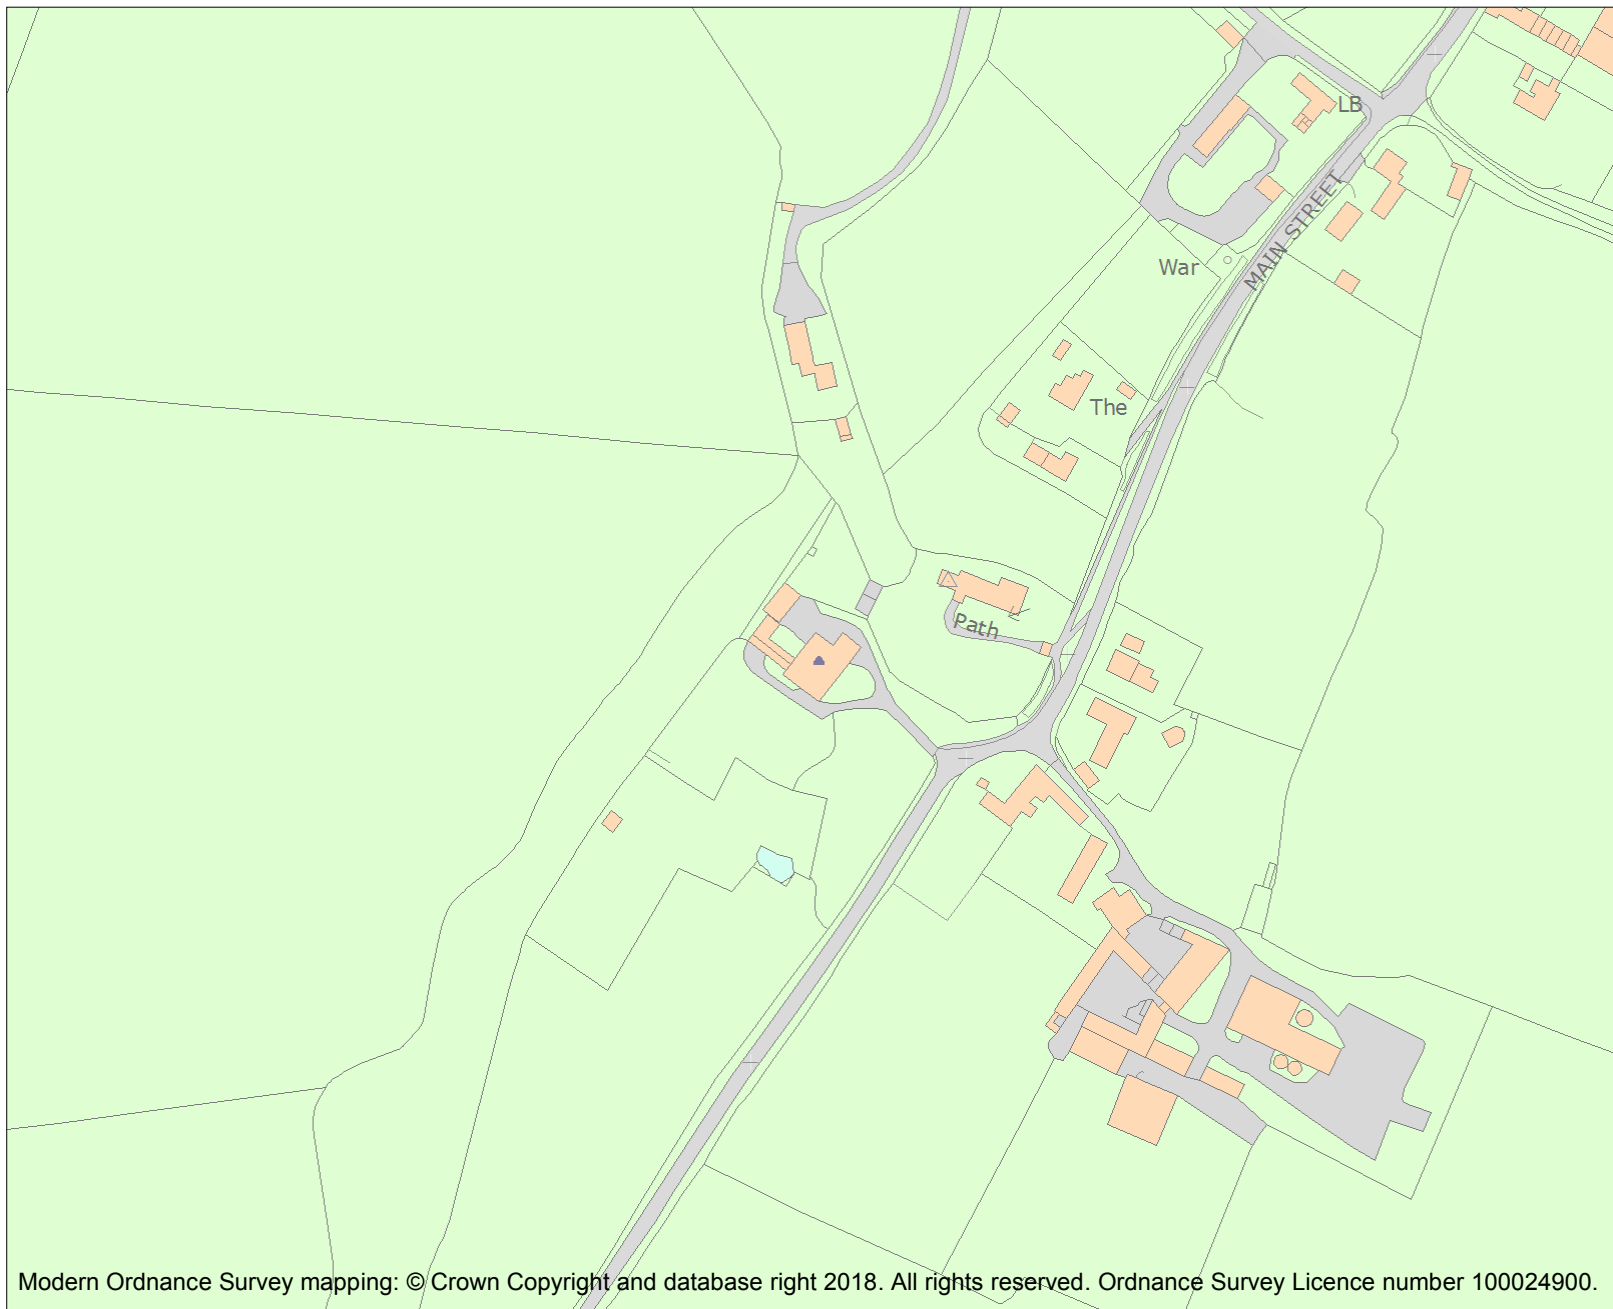 LB
MAIN STREET
War
The
Path
Modern Ordnance Survey mapping: © Crown Copyright and database right 2018. All rights reserved. Ordnance Survey Licence number 100024900.